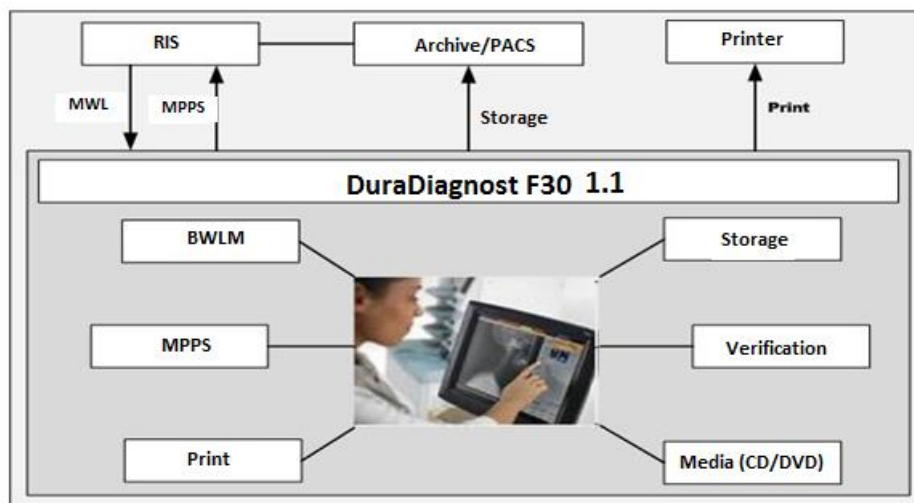 RIS
Archive/PACS
Printer
MWL
MPPS
Storage
Print
DuraDiagnost F30 1.1
BWLM
Storage
MPPS
Verification
Print
Media (CD/DVD)